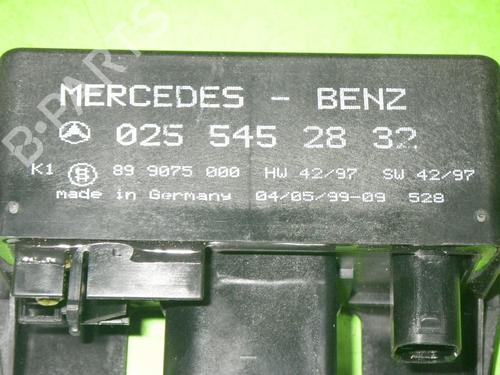 MERCEDES - BENZ
025 545 28 32
K1 89 9075 000 HW 42/97 SW 42/97
made in Germany 04/05/99-09 528
B-PARTS